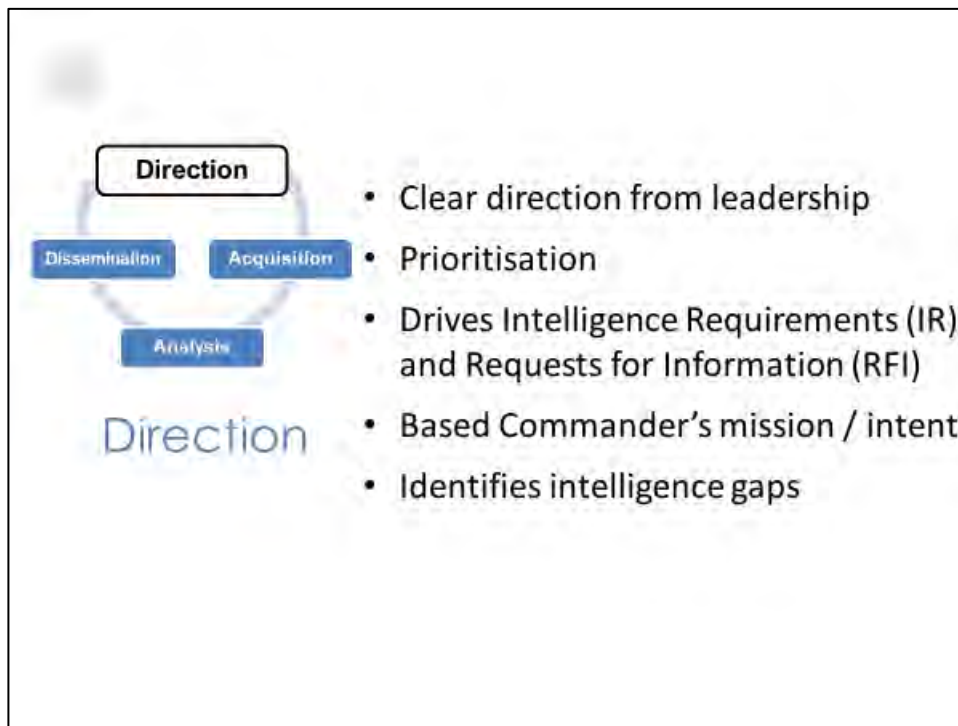 Direction
Dissemination
Acquisition
Analysis
Direction
• Clear direction from leadership
• Prioritisation
• Drives Intelligence Requirements (IR)
and Requests for Information (RFI)
• Based Commander's mission / intent
• Identifies intelligence gaps